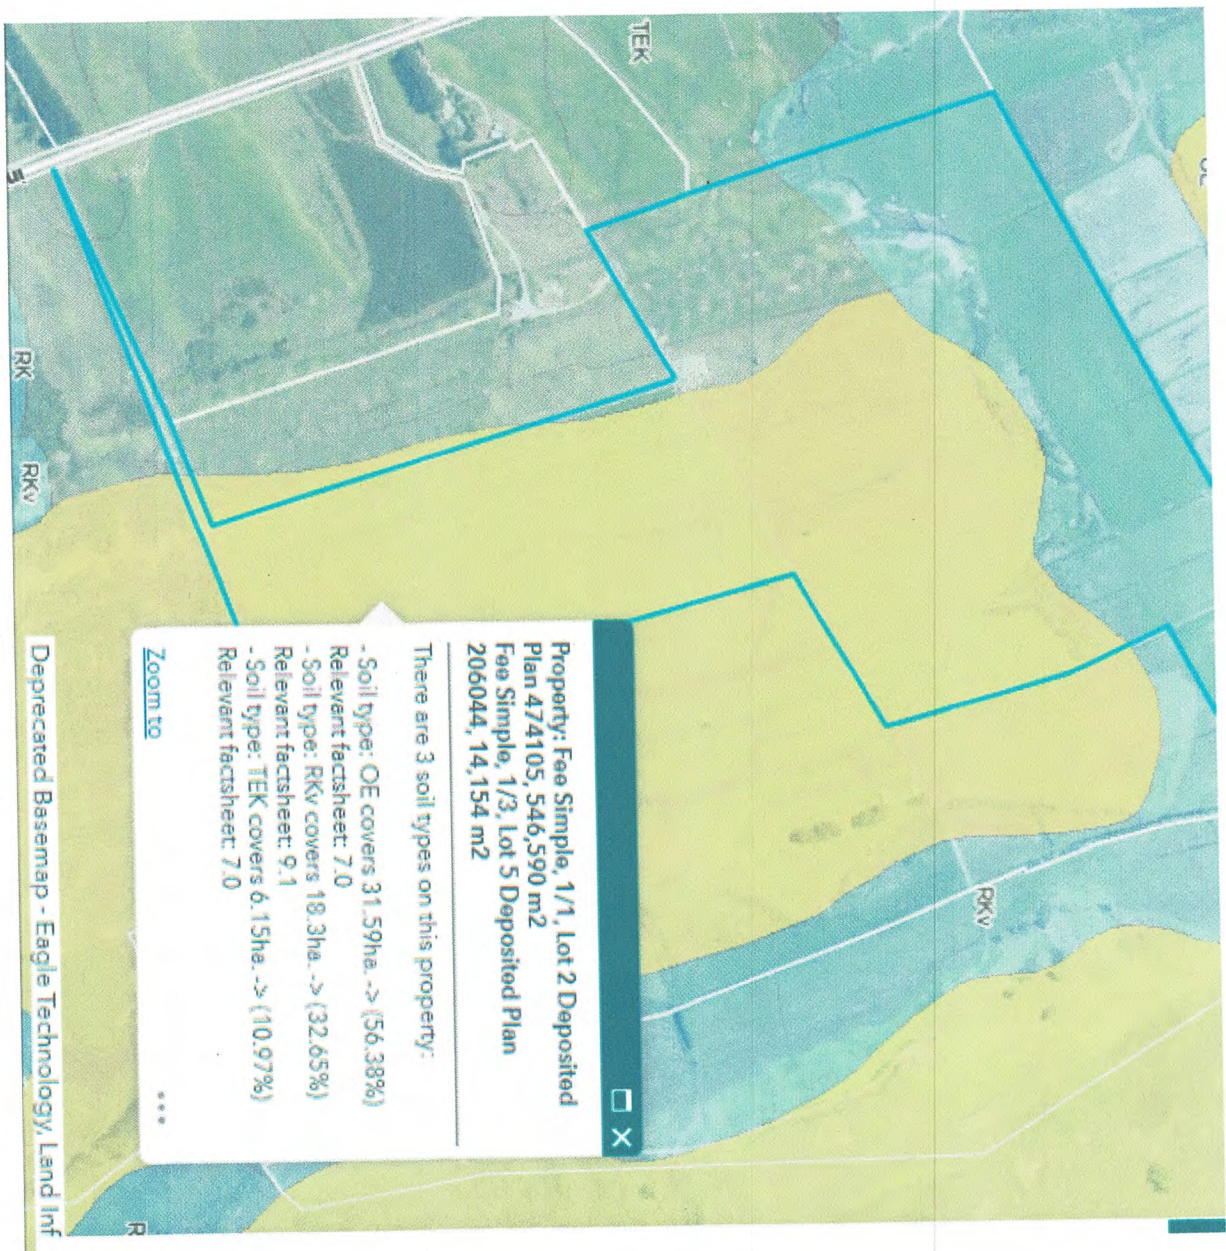 TEK
RK
RKv
RKv
Property: Fee Simple, 1/1, Lot 2 Deposited
Plan 474105, 546,590 m2
Fee Simple, 1/3, Lot 5 Deposited Plan
206044, 14,154 m2
There are 3 soil types on this property:
- Soil type: OE covers 31.59ha. -> (56.38%)
Relevant factsheet: 7.0
- Soil type: RKv covers 18.3ha. -> (32.65%)
Relevant factsheet: 9.1
- Soil type: TEK covers 6.15ha. -> (10.97%)
Relevant factsheet: 7.0
Zoom to
R
Deprecated Basemap - Eagle Technology, Land Inf